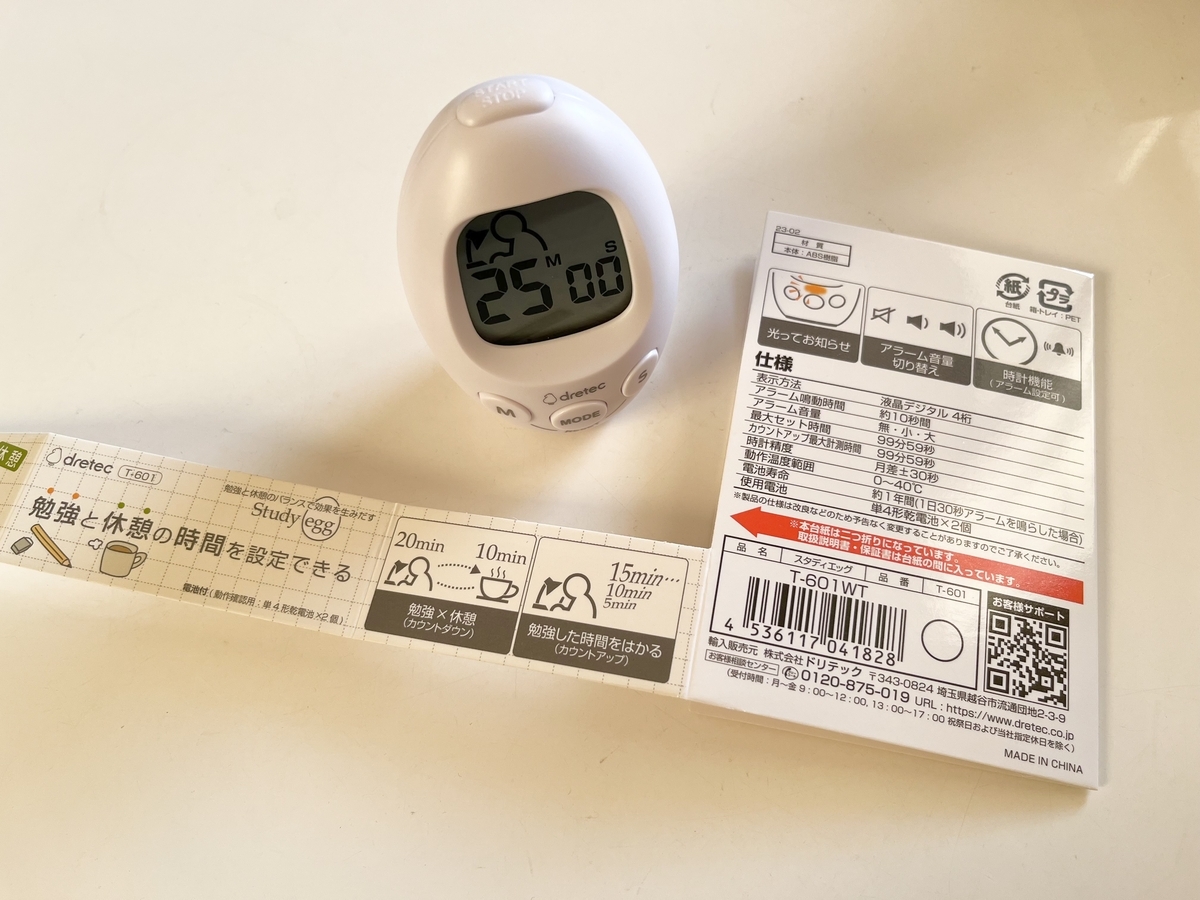 START
STOP
25 M 00 S
dretec
M
MODE
S
休憩
dretec T-601
勉強と休憩のバランスで効果を生みだす
Study egg
勉強と休憩の時間を設定できる
電池付(動作確認用:単4形乾電池×2個)
20min 10min
勉強×休憩
(カウントダウン)
15min…
10min
5min
勉強した時間をはかる
(カウントアップ)
23-02
材質
本体:ABS樹脂
紙
台紙
プラ
箱・トレイ:PET
光ってお知らせ
アラーム音量
切り替え
時計機能
(アラーム設定可)
仕様
表示方法 液晶デジタル 4桁
アラーム鳴動時間 約10秒間
アラーム音量 無・小・大
最大セット時間 99分59秒
カウントアップ最大計測時間 99分59秒
時計精度 月差±30秒
動作温度範囲 0~40℃
電池寿命 約1年間(1日30秒アラームを鳴らした場合)
使用電池 単4形乾電池×2個
※製品の仕様は改良などのため予告なく変更することがありますのでご了承ください。
※本台紙は二つ折りになっています。
取扱説明書・保証書は台紙の間に入っています。
品名 スタディエッグ 品番 T-601
T-601WT
4 536117 041828
お客様サポート
輸入販売元 株式会社ドリテック 〒343-0824 埼玉県越谷市流通団地2-3-9
お客様相談センター 0120-875-019 URL:https://www.dretec.co.jp
(受付時間:月~金 9:00~12:00, 13:00~17:00 祝祭日および当社指定休日を除く)
MADE IN CHINA